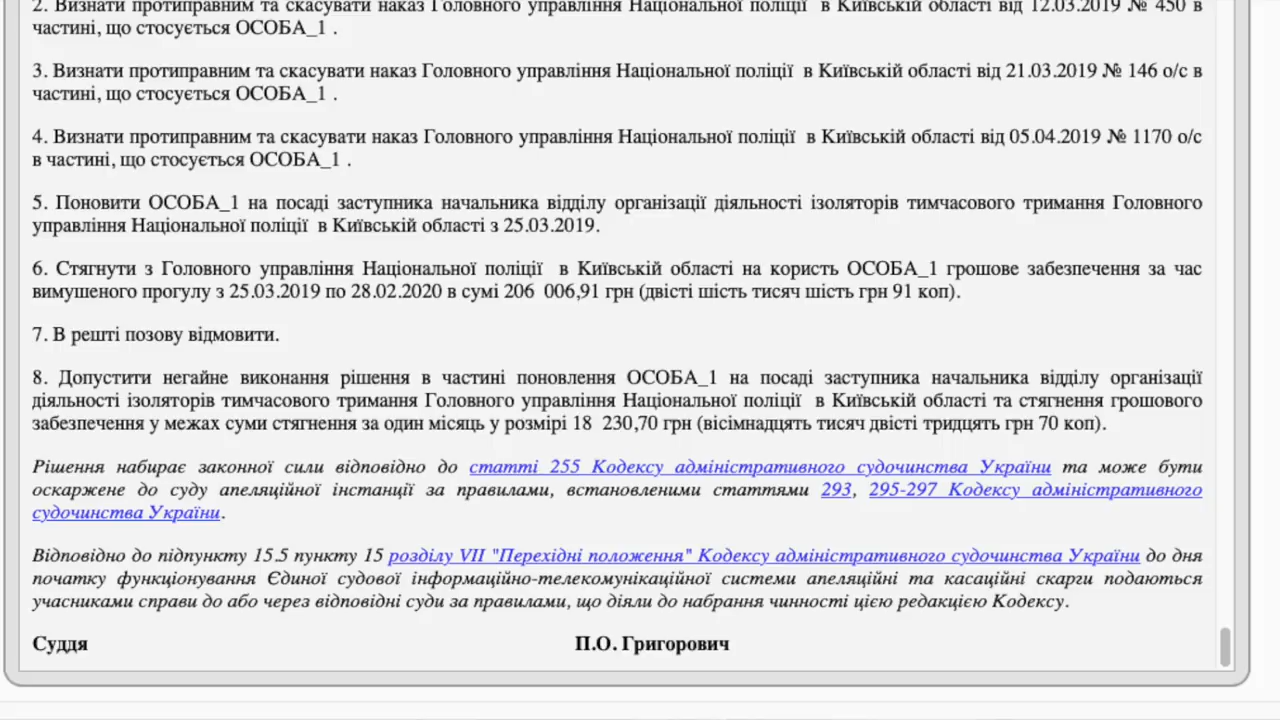 2. Визнати протиправним та скасувати наказ Головного управління Національної поліції в Київській області від 12.03.2019 № 450 в
частині, що стосується ОСОБА_1 .
3. Визнати протиправним та скасувати наказ Головного управління Національної поліції в Київській області від 21.03.2019 № 146 о/с в
частині, що стосується ОСОБА_1 .
4. Визнати протиправним та скасувати наказ Головного управління Національної поліції в Київській області від 05.04.2019 № 1170 о/с
в частині, що стосується ОСОБА_1 .
5. Поновити ОСОБА_1 на посаді заступника начальника відділу організації діяльності ізоляторів тимчасового тримання Головного
управління Національної поліції в Київській області з 25.03.2019.
6. Стягнути з Головного управління Національної поліції в Київській області на користь ОСОБА_1 грошове забезпечення за час
вимушеного прогулу з 25.03.2019 по 28.02.2020 в сумі 206 006,91 грн (двісті шість тисяч шість грн 91 коп).
7. В решті позову відмовити.
8. Допустити негайне виконання рішення в частині поновлення ОСОБА_1 на посаді заступника начальника відділу організації
діяльності ізоляторів тимчасового тримання Головного управління Національної поліції в Київській області та стягнення грошового
забезпечення у межах суми стягнення за один місяць у розмірі 18 230,70 грн (вісімнадцять тисяч двісті тридцять грн 70 коп).
Рішення набирає законної сили відповідно до статті 255 Кодексу адміністративного судочинства України та може бути
оскаржене до суду апеляційної інстанції за правилами, встановленими статтями 293, 295-297 Кодексу адміністративного
судочинства України.
Відповідно до підпункту 15.5 пункту 15 розділу VII "Перехідні положення" Кодексу адміністративного судочинства України до дня
початку функціонування Єдиної судової інформаційно-телекомунікаційної системи апеляційні та касаційні скарги подаються
учасниками справи до або через відповідні суди за правилами, що діяли до набрання чинності цією редакцією Кодексу.
Суддя П.О. Григорович